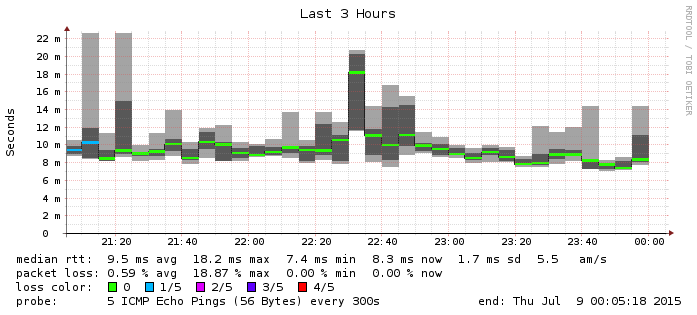 Last 3 Hours
RRDTOOL / TOBI OETIKER
Seconds
22 m
20 m
18 m
16 m
14 m
12 m
10 m
8 m
6 m
4 m
2 m
0
21:20 21:40 22:00 22:20 22:40 23:00 23:20 23:40 00:00
median rtt: 9.5 ms avg 18.2 ms max 7.4 ms min 8.3 ms now 1.7 ms sd 5.5 am/s
packet loss: 0.59 % avg 18.87 % max 0.00 % min 0.00 % now
loss color: 0 1/5 2/5 3/5 4/5
probe: 5 ICMP Echo Pings (56 Bytes) every 300s end: Thu Jul 9 00:05:18 2015